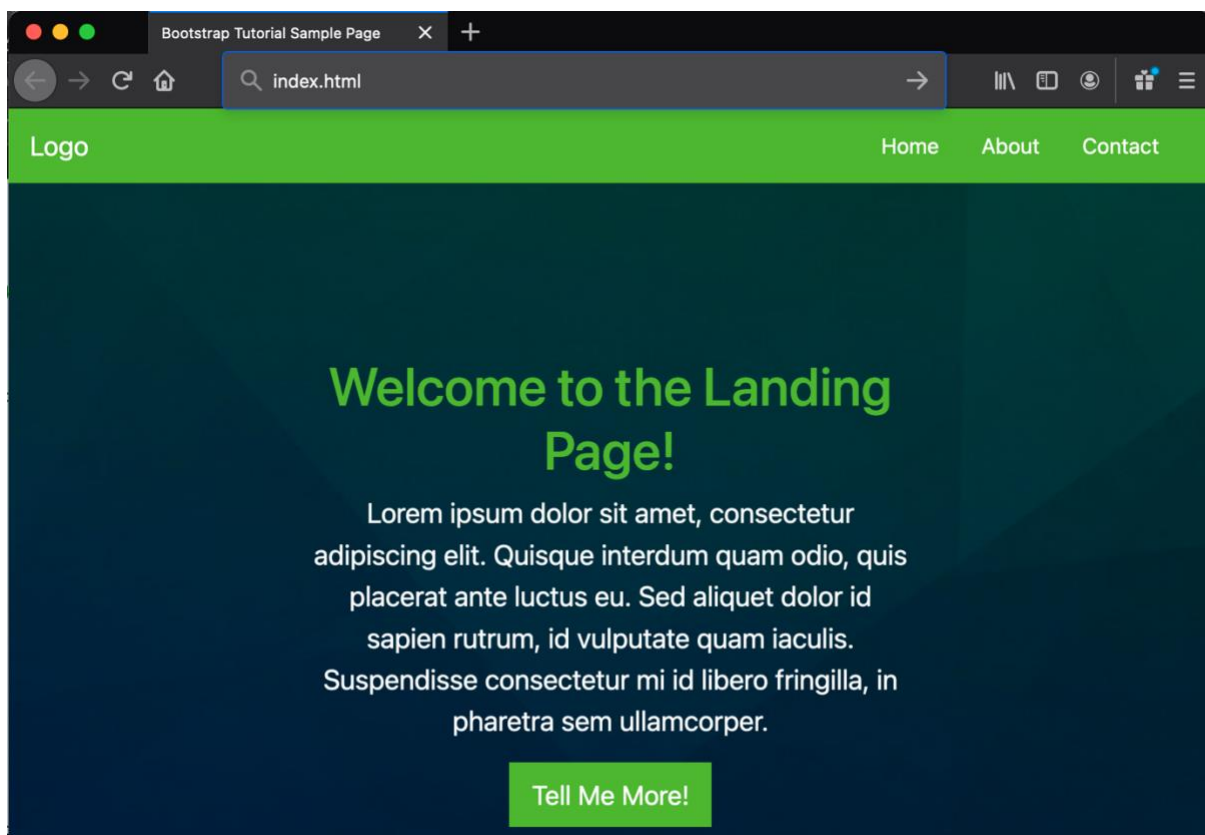 Bootstrap Tutorial Sample Page
index.html
Logo Home About Contact
Welcome to the Landing
Page!
Lorem ipsum dolor sit amet, consectetur
adipiscing elit. Quisque interdum quam odio, quis
placerat ante luctus eu. Sed aliquet dolor id
sapien rutrum, id vulputate quam iaculis.
Suspendisse consectetur mi id libero fringilla, in
pharetra sem ullamcorper.
Tell Me More!